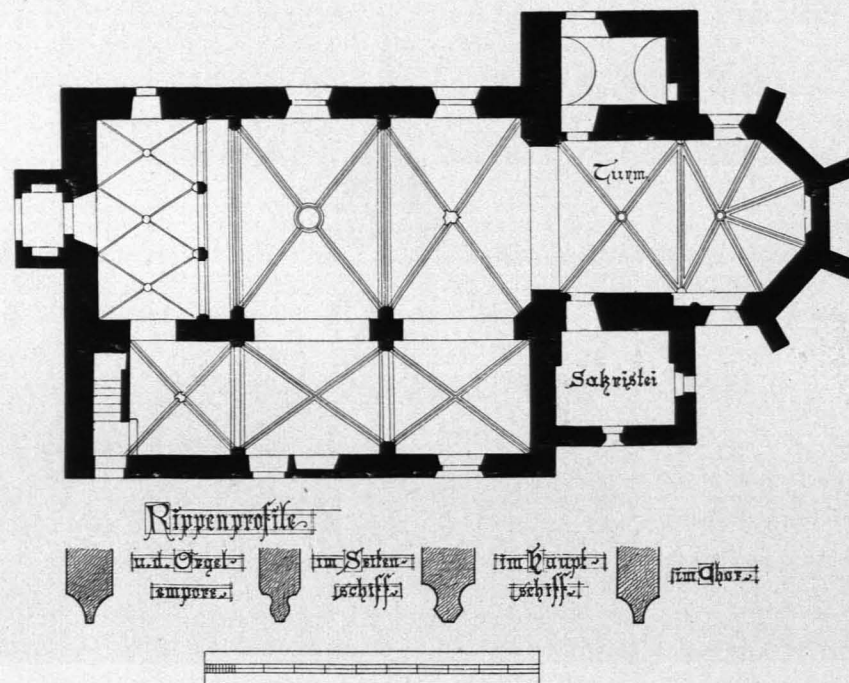 Turm.
Sakristei
Rippenprofile.
u.d. Orgel-
empore.
im Seiten-
schiff.
im Haupt-
schiff.
im Chor.